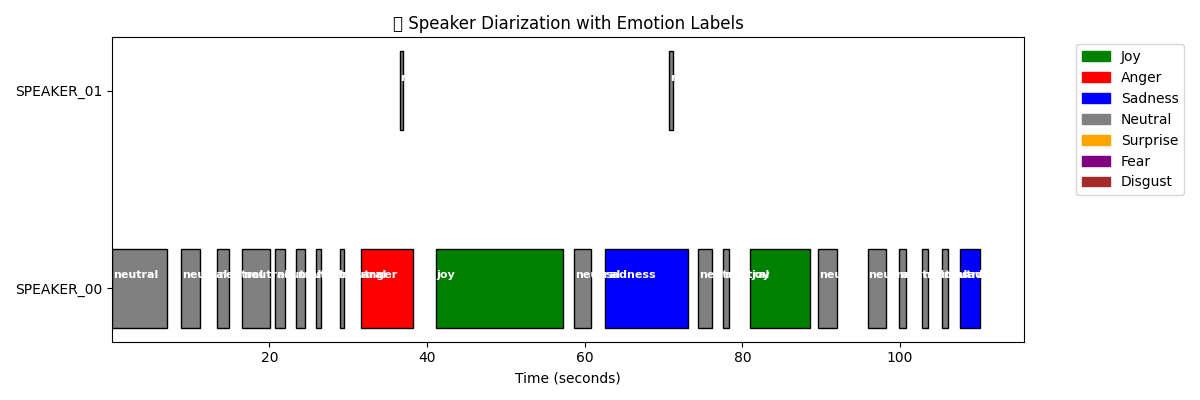 Speaker Diarization with Emotion Labels
SPEAKER_01
SPEAKER_00
neutral
anger
joy
sadness
joy
20 40 60 80 100
Time (seconds)
Joy
Anger
Sadness
Neutral
Surprise
Fear
Disgust